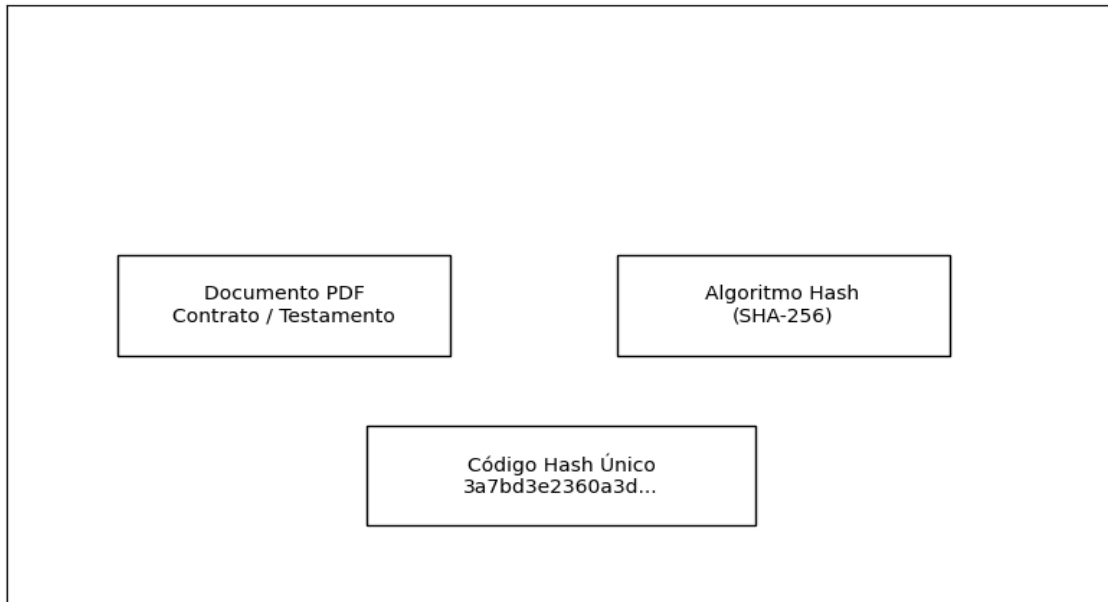 Documento PDF
Contrato / Testamento
Algoritmo Hash
(SHA-256)
Código Hash Único
3a7bd3e2360a3d...